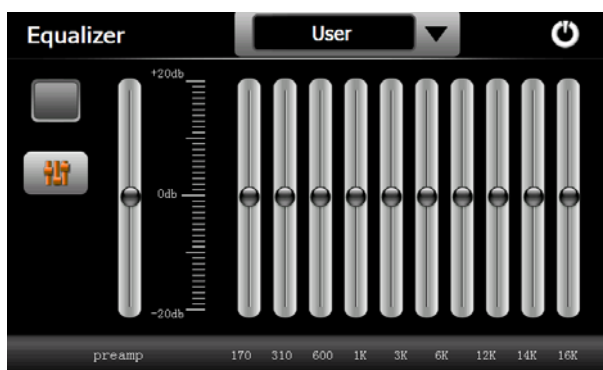 Equalizer
User
+20db
0db
-20db
preamp 170 310 600 1K 3K 6K 12K 14K 16K